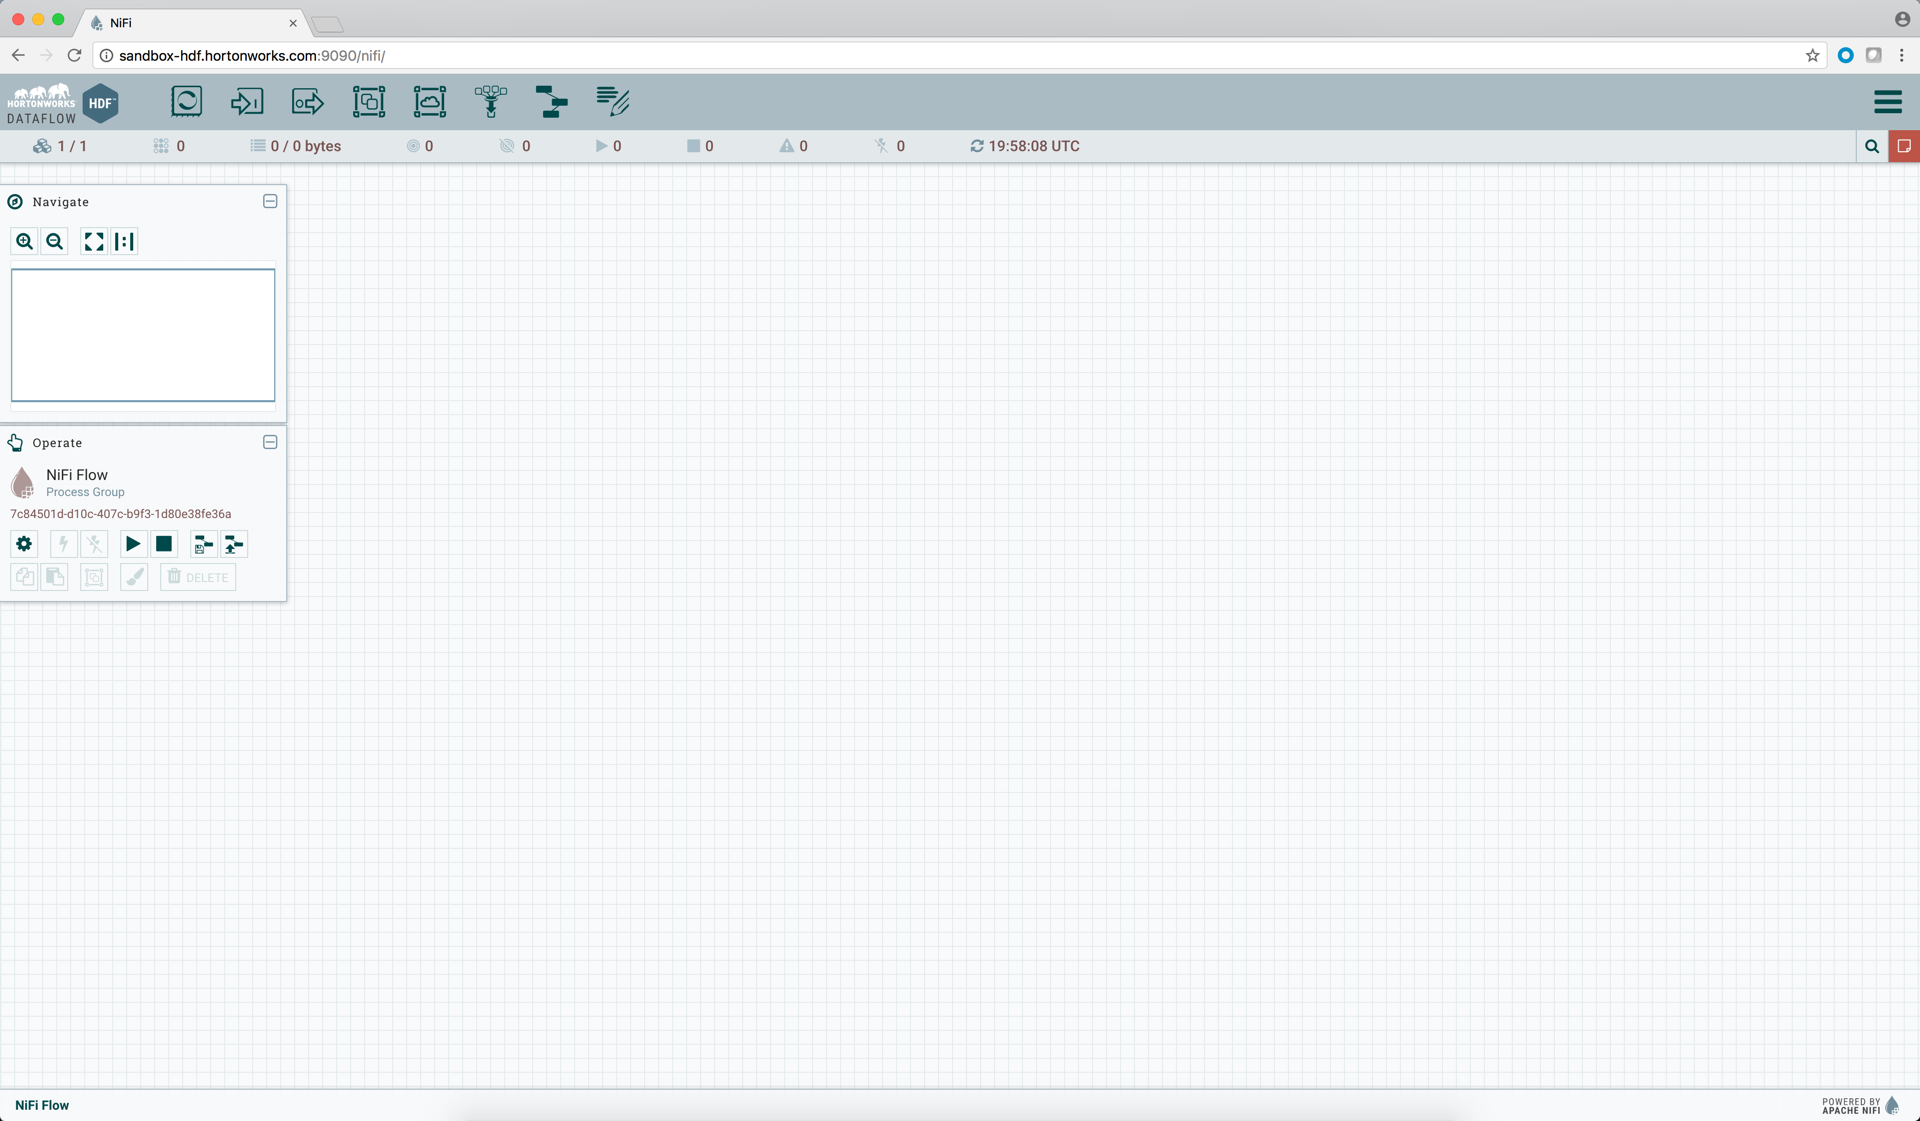 NiFi
sandbox-hdf.hortonworks.com:9090/nifi/
HORTONWORKS
DATAFLOW
HDF™
1 / 1
0
0 / 0 bytes
0
0
0
0
0
0
19:58:08 UTC
Navigate
Operate
NiFi Flow
Process Group
7c84501d-d10c-407c-b9f3-1d80e38fe36a
DELETE
NiFi Flow
POWERED BY
APACHE NIFI